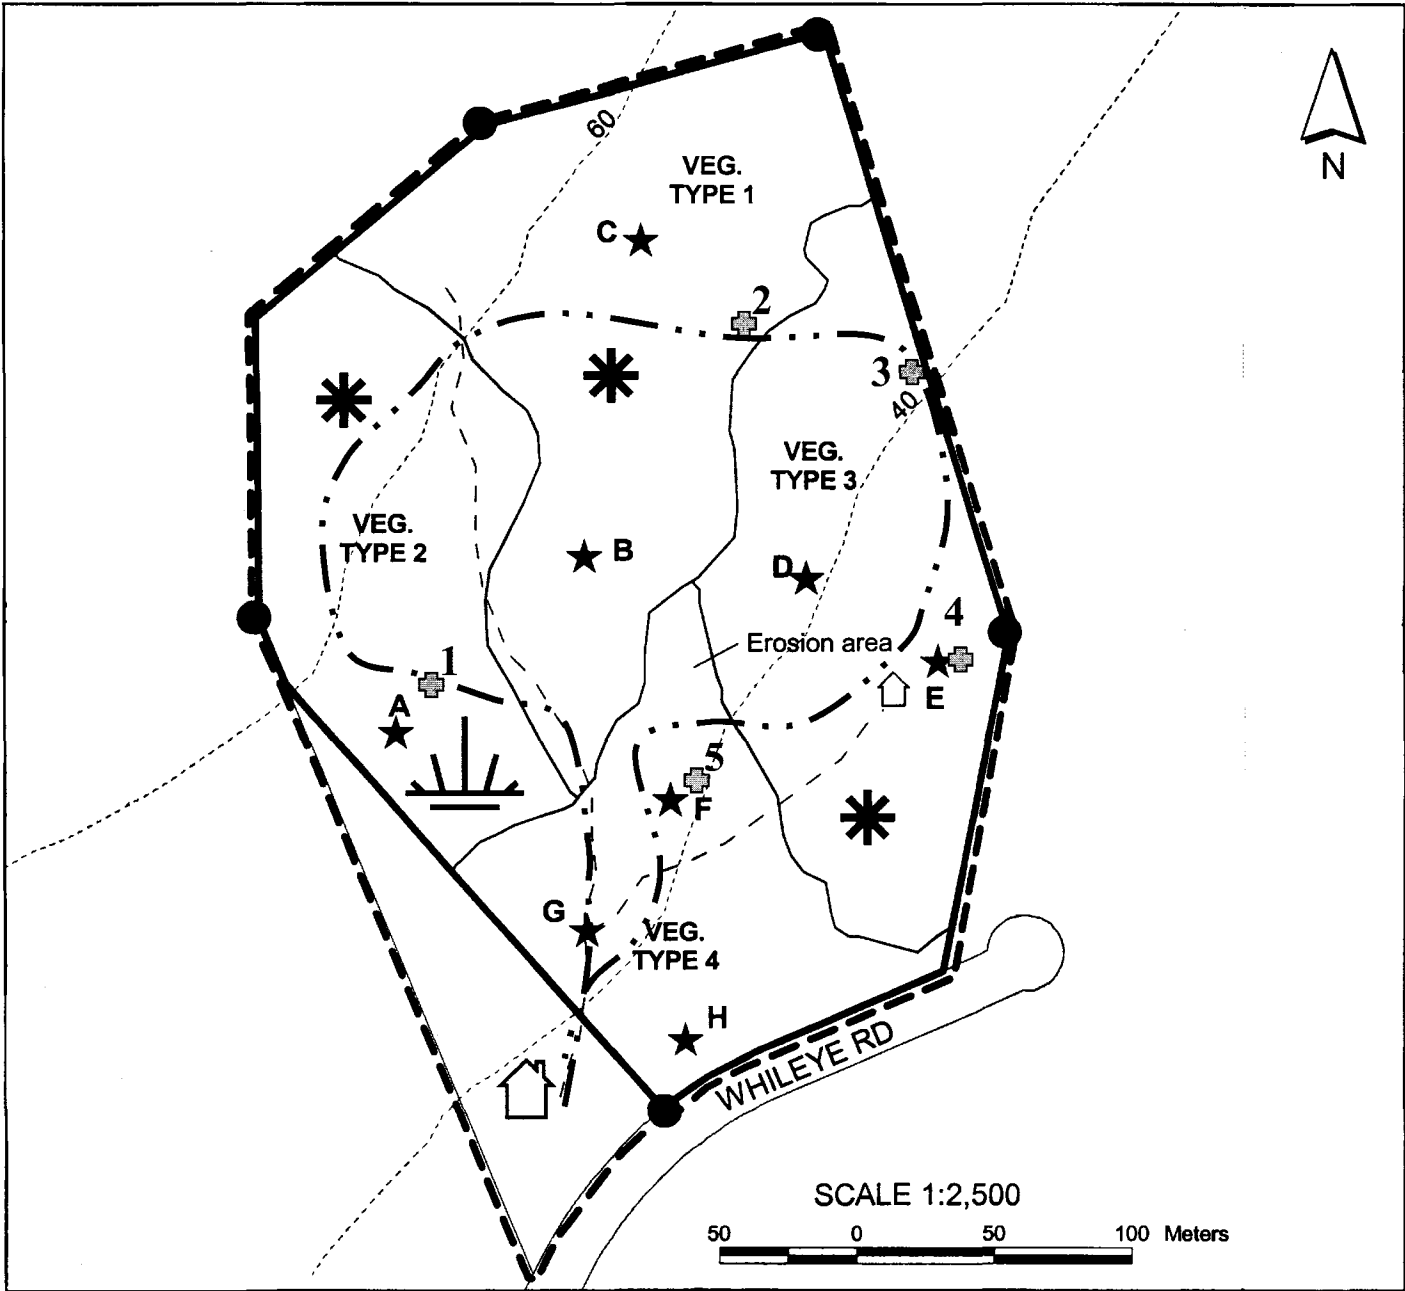 N
60
VEG.
TYPE 1
C
2
3
40
VEG.
TYPE 3
VEG.
TYPE 2
B
D
4
Erosion area
1
E
A
5
F
G
VEG.
TYPE 4
H
WHILEYE RD
SCALE 1:2,500
50 0 50 100 Meters